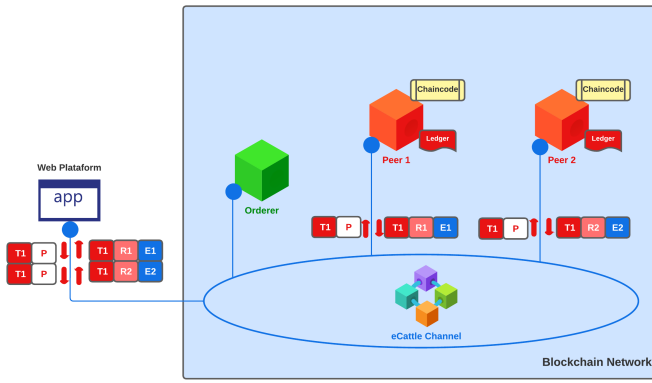 Chaincode
Chaincode
Ledger
Ledger
Peer 1
Peer 2
Web Plataform
app
Orderer
T1 P T1 R1 E1
T1 P T1 R2 E2
T1 P T1 R1 E1
T1 P T1 R2 E2
eCattle Channel
Blockchain Network